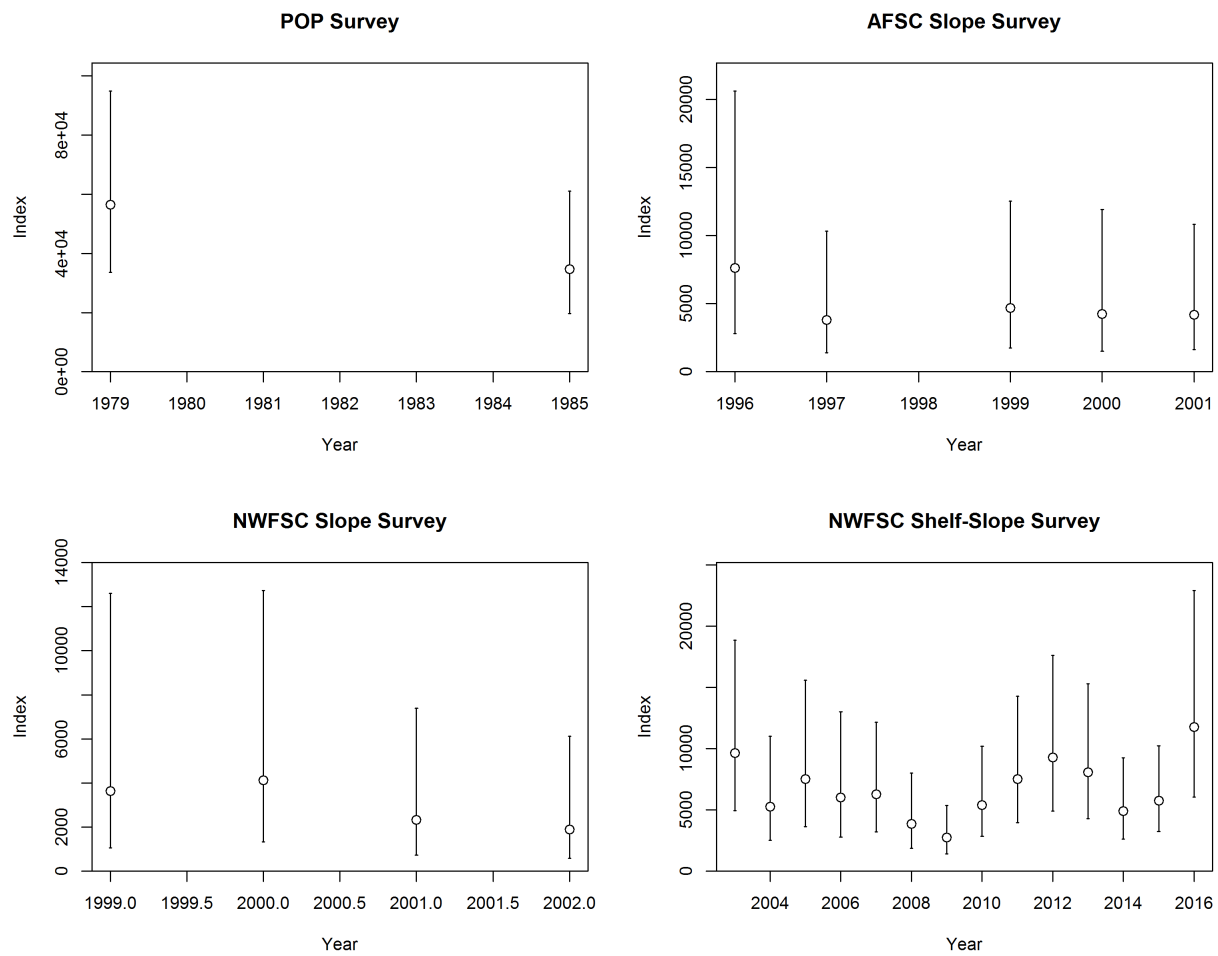 POP Survey
Index
8e+04
4e+04
0e+00
1979 1980 1981 1982 1983 1984 1985
Year
AFSC Slope Survey
Index
20000
15000
10000
5000
0
1996 1997 1998 1999 2000 2001
Year
NWFSC Slope Survey
Index
14000
10000
6000
2000
0
1999.0 1999.5 2000.0 2000.5 2001.0 2001.5 2002.0
Year
NWFSC Shelf-Slope Survey
Index
20000
10000
5000
0
2004 2006 2008 2010 2012 2014 2016
Year